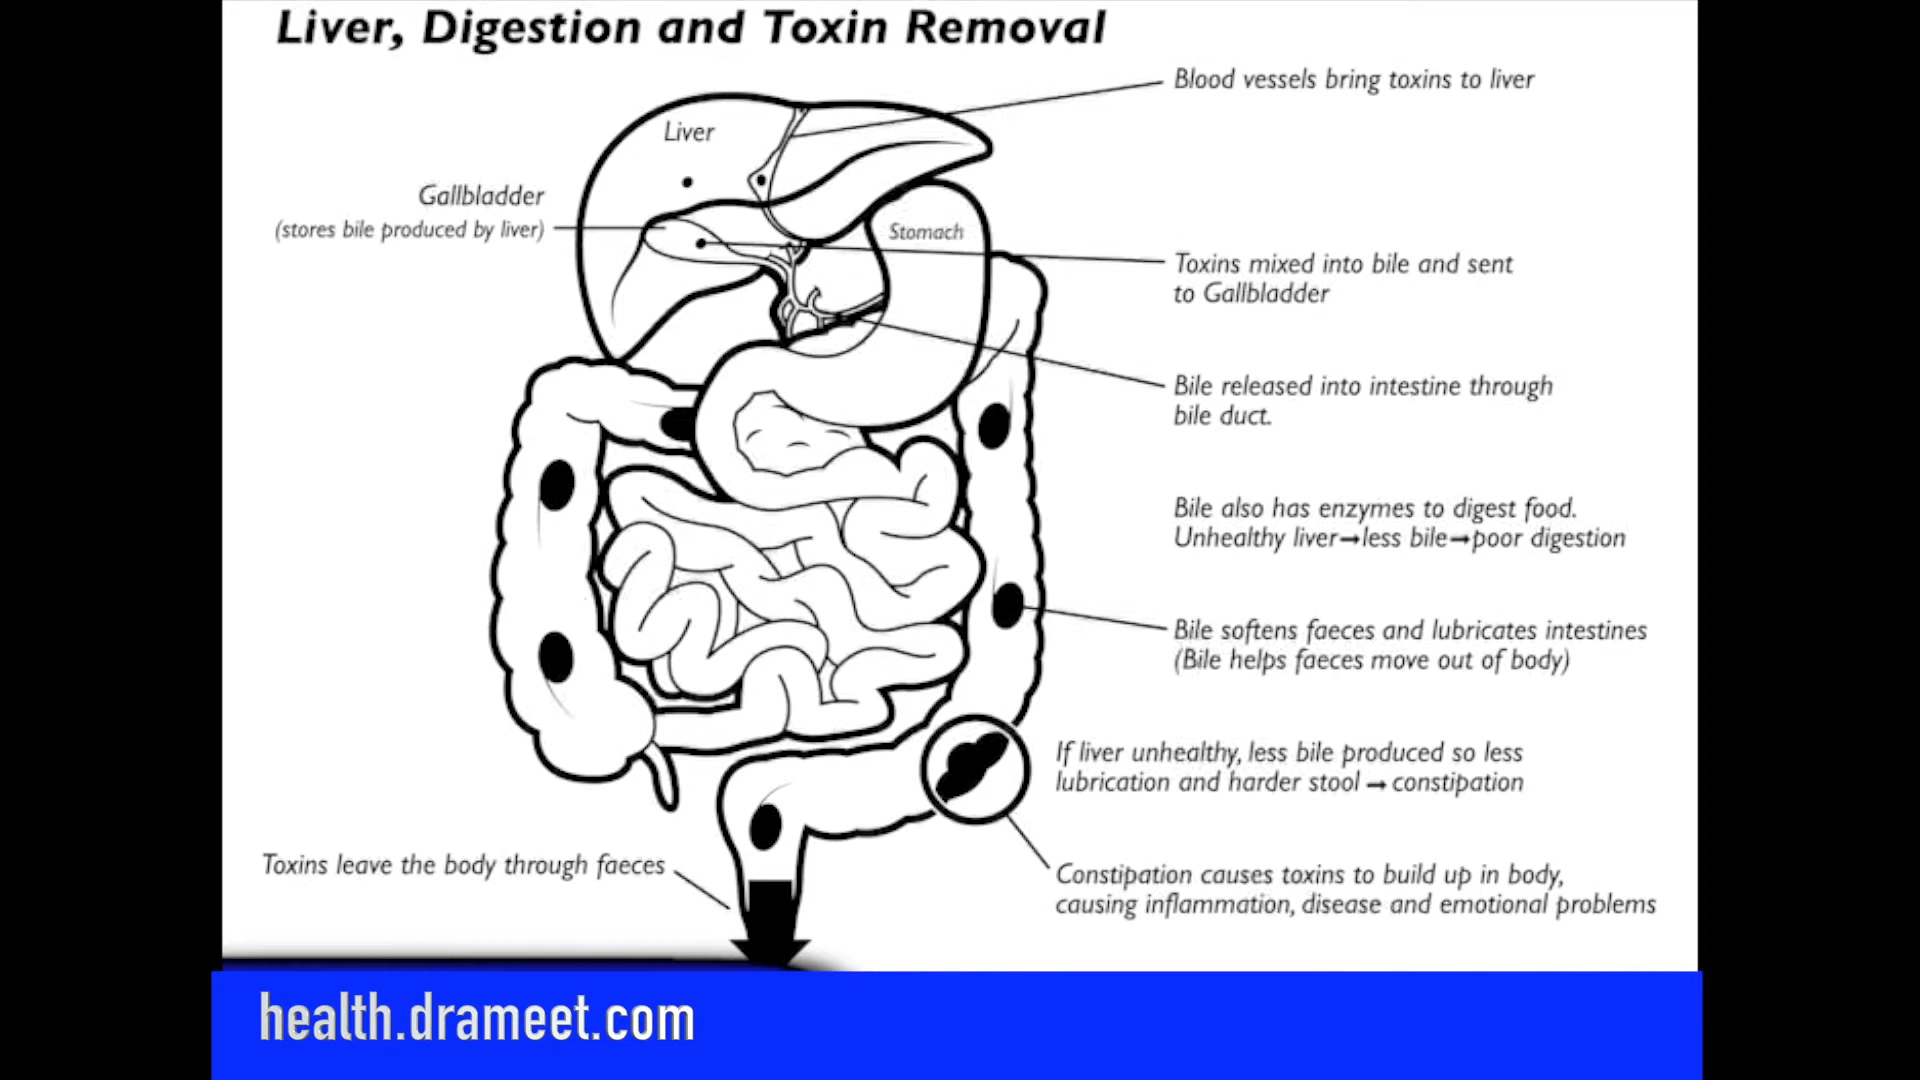 Liver, Digestion and Toxin Removal
Blood vessels bring toxins to liver
Liver
Gallbladder
(stores bile produced by liver)
Stomach
Toxins mixed into bile and sent
to Gallbladder
Bile released into intestine through
bile duct.
Bile also has enzymes to digest food.
Unhealthy liver→less bile→poor digestion
Bile softens faeces and lubricates intestines
(Bile helps faeces move out of body)
If liver unhealthy, less bile produced so less
lubrication and harder stool → constipation
Toxins leave the body through faeces
Constipation causes toxins to build up in body,
causing inflammation, disease and emotional problems
health.drameet.com